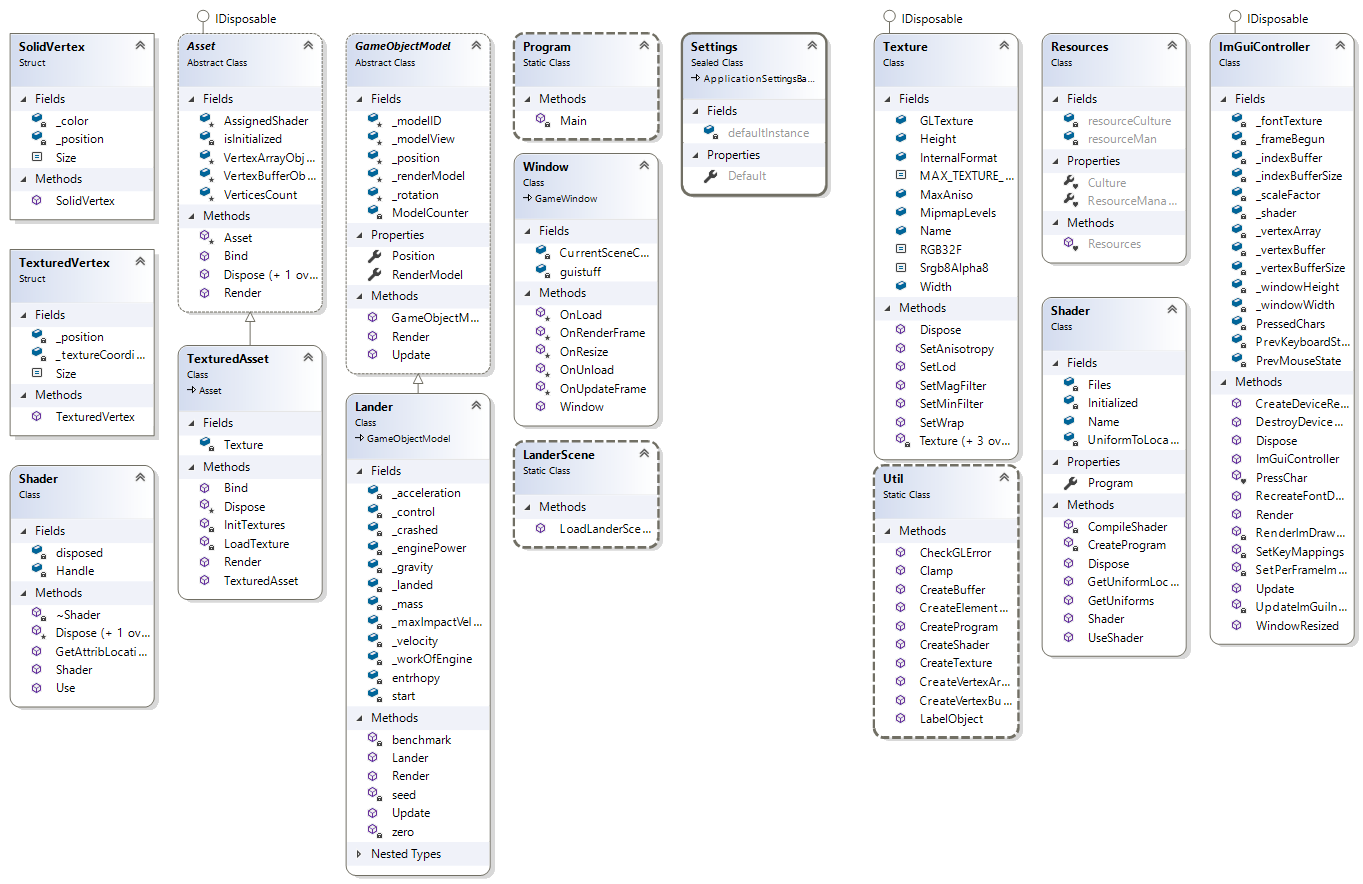 SolidVertex
Struct
Fields
_color
_position
Size
Methods
SolidVertex
TexturedVertex
Struct
Fields
_position
_textureCoordi...
Size
Methods
TexturedVertex
Shader
Class
Fields
disposed
Handle
Methods
~Shader
Dispose (+ 1 ov...
GetAttribLocati...
Shader
Use
IDisposable
Asset
Abstract Class
Fields
AssignedShader
isInitialized
VertexArrayObj...
VertexBufferOb...
VerticesCount
Methods
Asset
Bind
Dispose (+ 1 ov...
Render
TexturedAsset
Class
Asset
Fields
Texture
Methods
Bind
Dispose
InitTextures
LoadTexture
Render
TexturedAsset
GameObjectModel
Abstract Class
Fields
_modelID
_modelView
_position
_renderModel
_rotation
ModelCounter
Properties
Position
RenderModel
Methods
GameObjectM...
Render
Update
Lander
Class
GameObjectModel
Fields
_acceleration
_control
_crashed
_enginePower
_gravity
_landed
_mass
_maxImpactVel...
_velocity
_workOfEngine
entrhopy
start
Methods
benchmark
Lander
Render
seed
Update
zero
Nested Types
Program
Static Class
Methods
Main
Window
Class
GameWindow
Fields
CurrentSceneC...
guistuff
Methods
OnLoad
OnRenderFrame
OnResize
OnUnload
OnUpdateFrame
Window
LanderScene
Static Class
Methods
LoadLanderSce...
Settings
Sealed Class
ApplicationSettingsBa...
Fields
defaultInstance
Properties
Default
IDisposable
Texture
Class
Fields
GLTexture
Height
InternalFormat
MAX_TEXTURE_...
MaxAniso
MipmapLevels
Name
RGB32F
Srgb8Alpha8
Width
Methods
Dispose
SetAnisotropy
SetLod
SetMagFilter
SetMinFilter
SetWrap
Texture (+ 3 ov...
Util
Static Class
Methods
CheckGLError
Clamp
CreateBuffer
CreateElement...
CreateProgram
CreateShader
CreateTexture
CreateVertexAr...
CreateVertexBu...
LabelObject
Resources
Class
Fields
resourceCulture
resourceMan
Properties
Culture
ResourceMana...
Methods
Resources
Shader
Class
Fields
Files
Initialized
Name
UniformToLoca...
Properties
Program
Methods
CompileShader
CreateProgram
Dispose
GetUniformLoc...
GetUniforms
Shader
UseShader
IDisposable
ImGuiController
Class
Fields
_fontTexture
_frameBegun
_indexBuffer
_indexBufferSize
_scaleFactor
_shader
_vertexArray
_vertexBuffer
_vertexBufferSize
_windowHeight
_windowWidth
PressedChars
PrevKeyboardSt...
PrevMouseState
Methods
CreateDeviceRe...
DestroyDevice...
Dispose
ImGuiController
PressChar
RecreateFontD...
Render
RenderImDraw...
SetKeyMappings
SetPerFrameIm...
Update
UpdateImGuiIn...
WindowResized